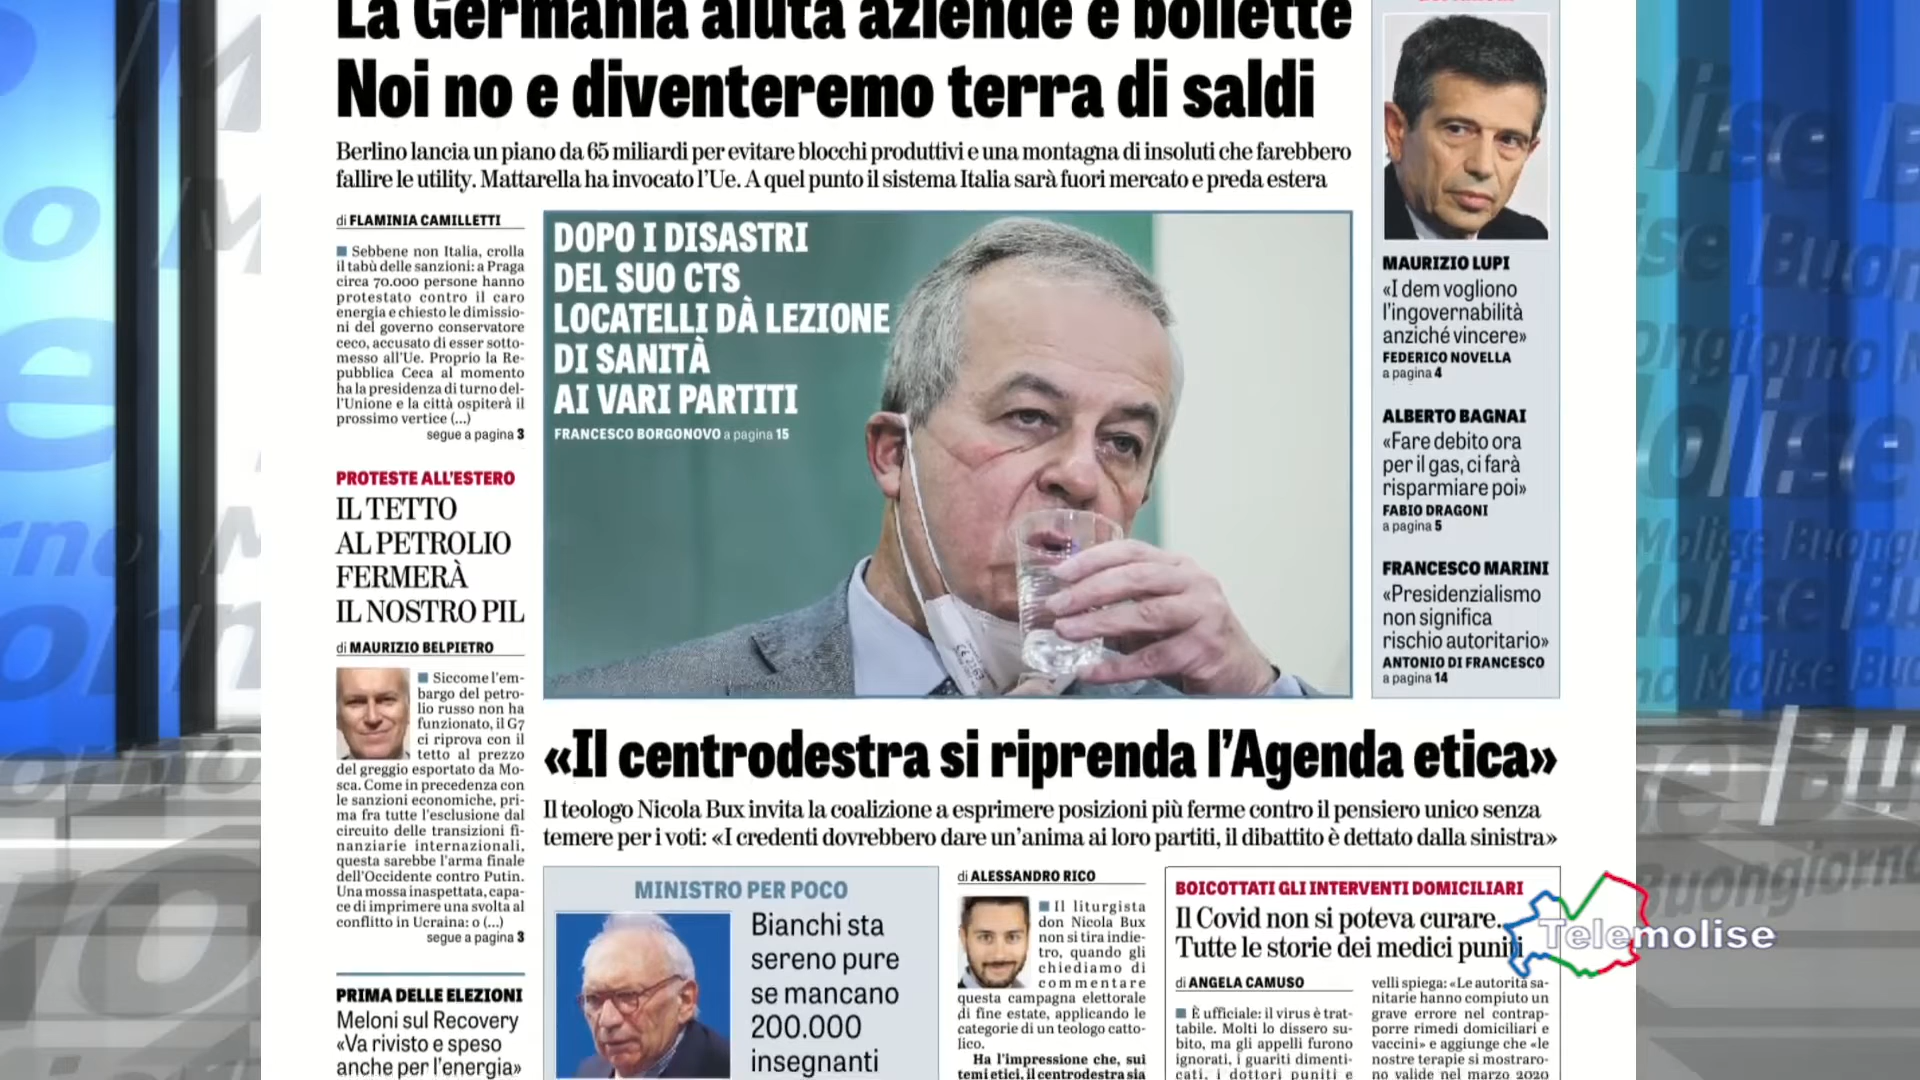 La Germania aiuta aziende e bollette
Noi no e diventeremo terra di saldi
Berlino lancia un piano da 65 miliardi per evitare blocchi produttivi e una montagna di insoluti che farebbero
fallire le utility. Mattarella ha invocato l'Ue. A quel punto il sistema Italia sarà fuori mercato e preda estera
di FLAMINIA CAMILLETTI
Sebbene non Italia, crolla
il tabù delle sanzioni: a Praga
circa 70.000 persone hanno
protestato contro il caro
energia e chiesto le dimissio-
ni del governo conservatore
ceco, accusato di esser sotto-
messo all'Ue. Proprio la Re-
pubblica Ceca al momento
ha la presidenza di turno del-
l'Unione e la città ospiterà il
prossimo vertice (...)
segue a pagina 3
PROTESTE ALL'ESTERO
IL TETTO
AL PETROLIO
FERMERÀ
IL NOSTRO PIL
di MAURIZIO BELPIETRO
Siccome l'em-
bargo del petro-
lio russo non ha
funzionato, il G7
ci riprova con il
tetto al prezzo
del greggio esportato da Mo-
sca. Come in precedenza con
le sanzioni economiche, pri-
ma fra tutte l'esclusione dal
circuito delle transizioni fi-
nanziarie internazionali,
questa sarebbe l'arma finale
dell'Occidente contro Putin.
Una mossa inaspettata, capa-
ce di imprimere una svolta al
conflitto in Ucraina: o (...)
segue a pagina 3
PRIMA DELLE ELEZIONI
Meloni sul Recovery
«Va rivisto e speso
anche per l'energia»
DOPO I DISASTRI
DEL SUO CTS
LOCATELLI DÀ LEZIONE
DI SANITÀ
AI VARI PARTITI
FRANCESCO BORGONOVO a pagina 15
MAURIZIO LUPI
«I dem vogliono
l'ingovernabilità
anziché vincere»
FEDERICO NOVELLA
a pagina 4
ALBERTO BAGNAI
«Fare debito ora
per il gas, ci farà
risparmiare poi»
FABIO DRAGONI
a pagina 5
FRANCESCO MARINI
«Presidenzialismo
non significa
rischio autoritario»
ANTONIO DI FRANCESCO
a pagina 14
«Il centrodestra si riprenda l'Agenda etica»
Il teologo Nicola Bux invita la coalizione a esprimere posizioni più ferme contro il pensiero unico senza
temere per i voti: «I credenti dovrebbero dare un'anima ai loro partiti, il dibattito è dettato dalla sinistra»
MINISTRO PER POCO
Bianchi sta
sereno pure
se mancano
200.000
insegnanti
di ALESSANDRO RICO
Il liturgista
don Nicola Bux
non si tira indie-
tro, quando gli
chiediamo di
commentare
questa campagna elettorale
di fine estate, applicando le
categorie di un teologo catto-
lico.
Ha l'impressione che, sui
temi etici, il centrodestra sia
BOICOTTATI GLI INTERVENTI DOMICILIARI
Il Covid non si poteva curare...
Tutte le storie dei medici puniti
di ANGELA CAMUSO
È ufficiale: il virus è trat-
tabile. Molti lo dissero su-
bito, ma gli appelli furono
ignorati, i guariti dimenti-
cati, i dottori puniti e
velli spiega: «Le autorità sa-
nitarie hanno compiuto un
grave errore nel contrap-
porre rimedi domiciliari e
vaccini» e aggiunge che «le
nostre terapie si mostraro-
no valide nel marzo 2020
Telemolise
Buongiorno
Molise